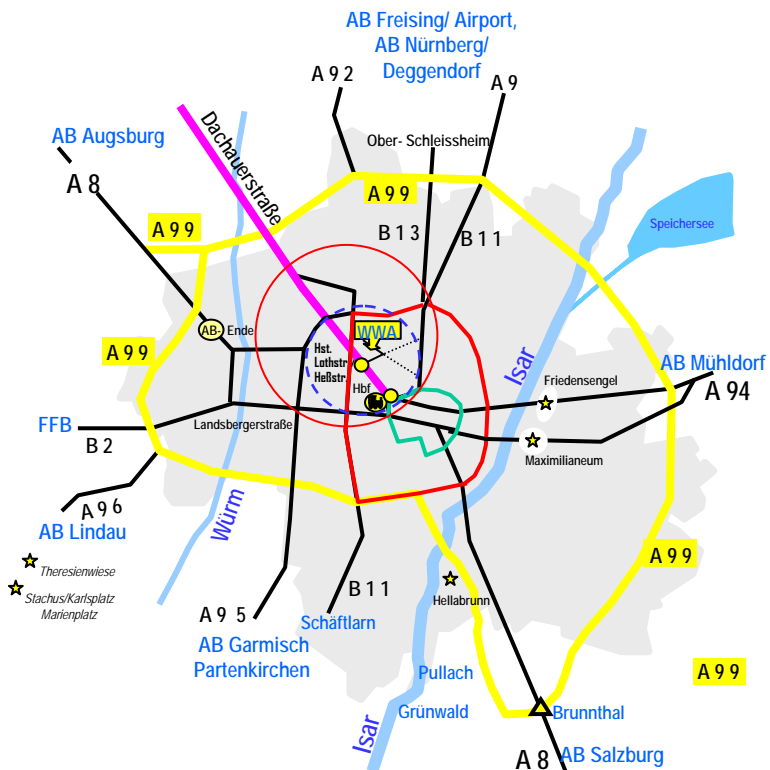 AB Freising/ Airport,
AB Nürnberg/
Deggendorf
A 9 2
A 9
Dachauerstraße
Ober- Schleissheim
AB Augsburg
A 8
A 9 9
A 9 9
B 1 3
B 1 1
Speichersee
AB- Ende
WWA
Hst.
Lothstr.
Heßstr.
Hbf
A 9 9
Isar
AB Mühldorf
A 94
Friedensengel
FFB
B 2
Landsbergerstraße
Maximilianeum
A 9 6
AB Lindau
Würm
Theresienwiese
Stachus/Karlsplatz
Marienplatz
A 9 5
AB Garmisch
Partenkirchen
B 1 1
Schäftlarn
Hellabrunn
A 9 9
A 9 9
Pullach
Grünwald
Brunnthal
Isar
A 8
AB Salzburg